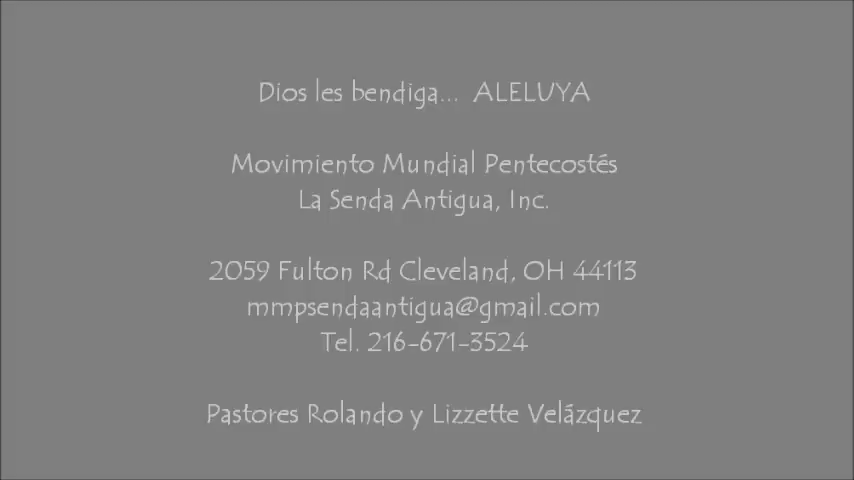 Dios les bendiga... ALELUYA
Movimiento Mundial Pentecostés
La Senda Antigua, Inc.
2059 Fulton Rd Cleveland, OH 44113
mmpsendaantigua@gmail.com
Tel. 216-671-3524
Pastores Rolando y Lizzette Velázquez